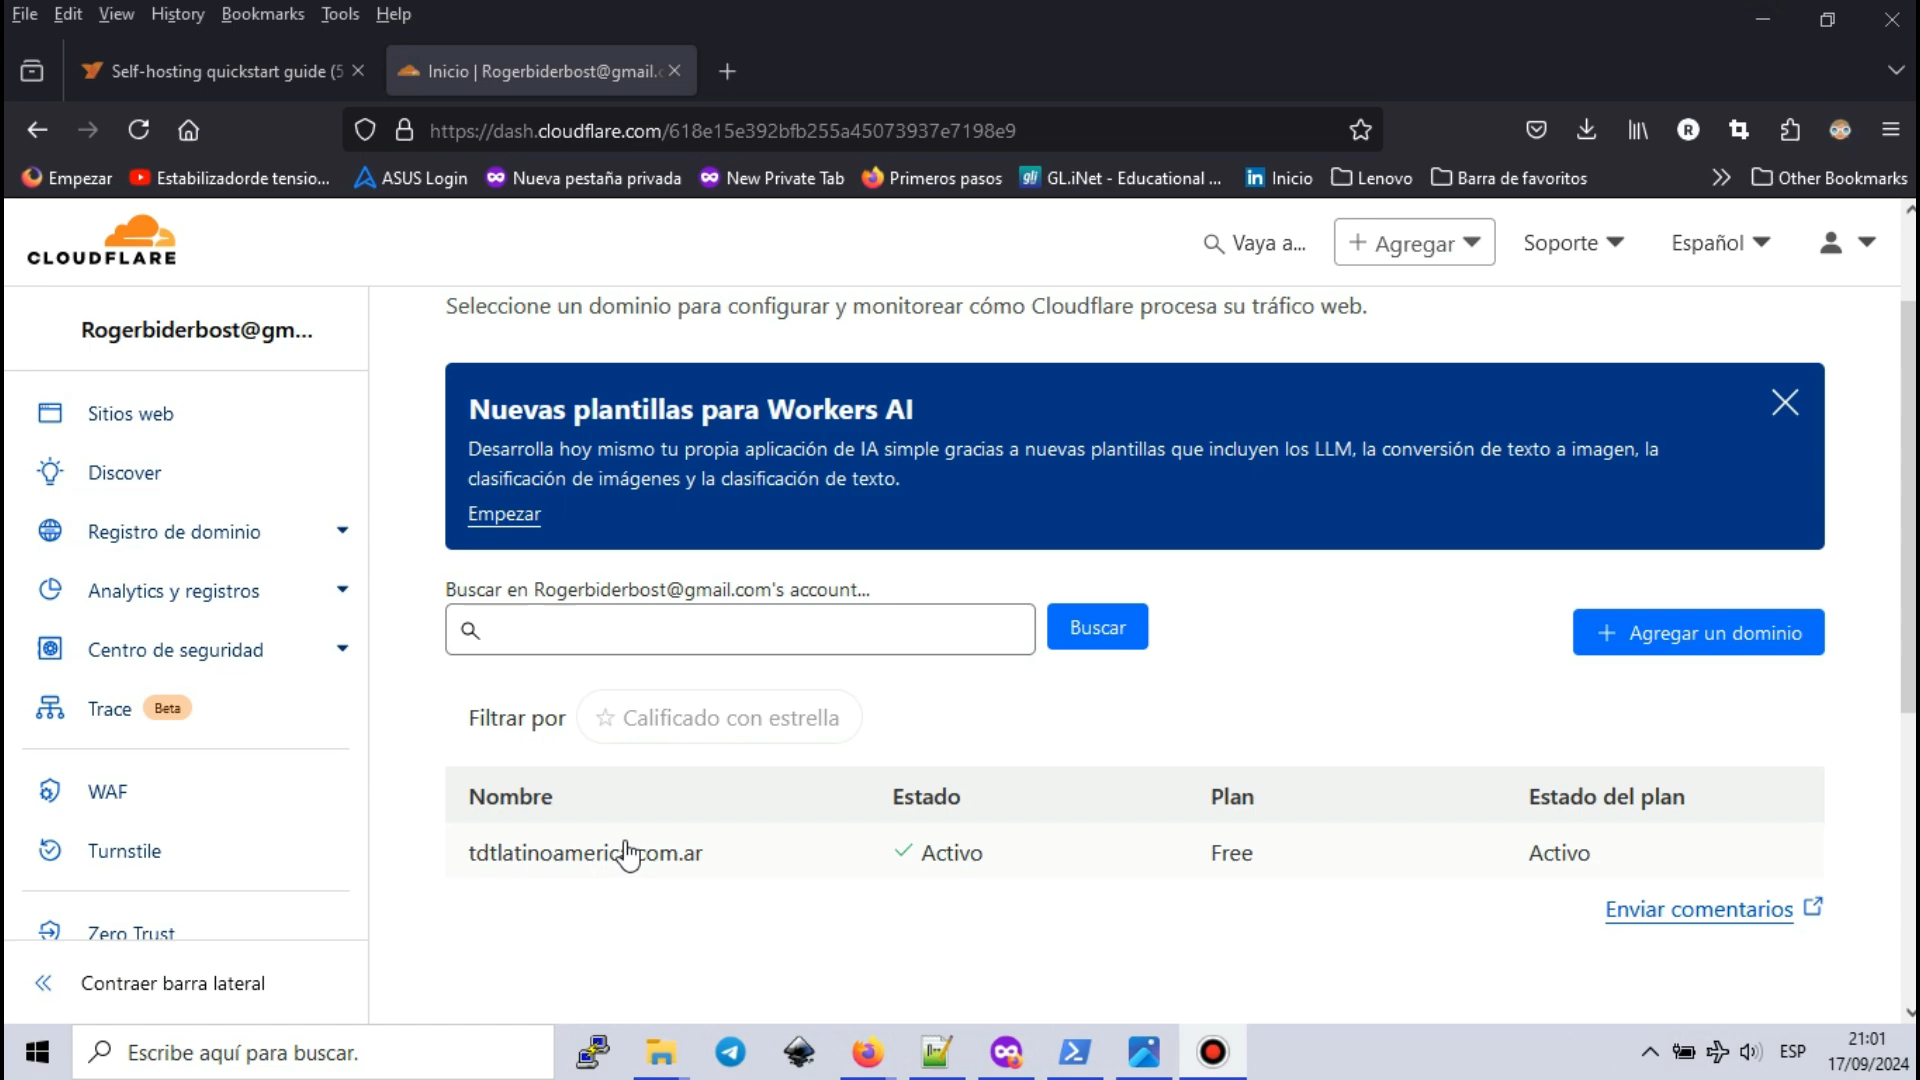 File Edit View History Bookmarks Tools Help
Self-hosting quickstart guide (5
Inicio | Rogerbiderbost@gmail.c
https://dash.cloudflare.com/618e15e392bfb255a45073937e7198e9
Empezar
Estabilizadorde tensio...
ASUS Login
Nueva pestaña privada
New Private Tab
Primeros pasos
GL.iNet - Educational ...
Inicio
Lenovo
Barra de favoritos
Other Bookmarks
CLOUDFLARE
Vaya a...
+ Agregar
Soporte
Español
Rogerbiderbost@gm...
Sitios web
Discover
Registro de dominio
Analytics y registros
Centro de seguridad
Trace Beta
WAF
Turnstile
Zero Trust
Contraer barra lateral
Seleccione un dominio para configurar y monitorear cómo Cloudflare procesa su tráfico web.
Nuevas plantillas para Workers AI
Desarrolla hoy mismo tu propia aplicación de IA simple gracias a nuevas plantillas que incluyen los LLM, la conversión de texto a imagen, la
clasificación de imágenes y la clasificación de texto.
Empezar
Buscar en Rogerbiderbost@gmail.com's account...
Buscar
+ Agregar un dominio
Filtrar por
Calificado con estrella
Nombre Estado Plan Estado del plan
tdtlatinoamerica.com.ar Activo Free Activo
Enviar comentarios
Escribe aquí para buscar.
ESP
21:01
17/09/2024